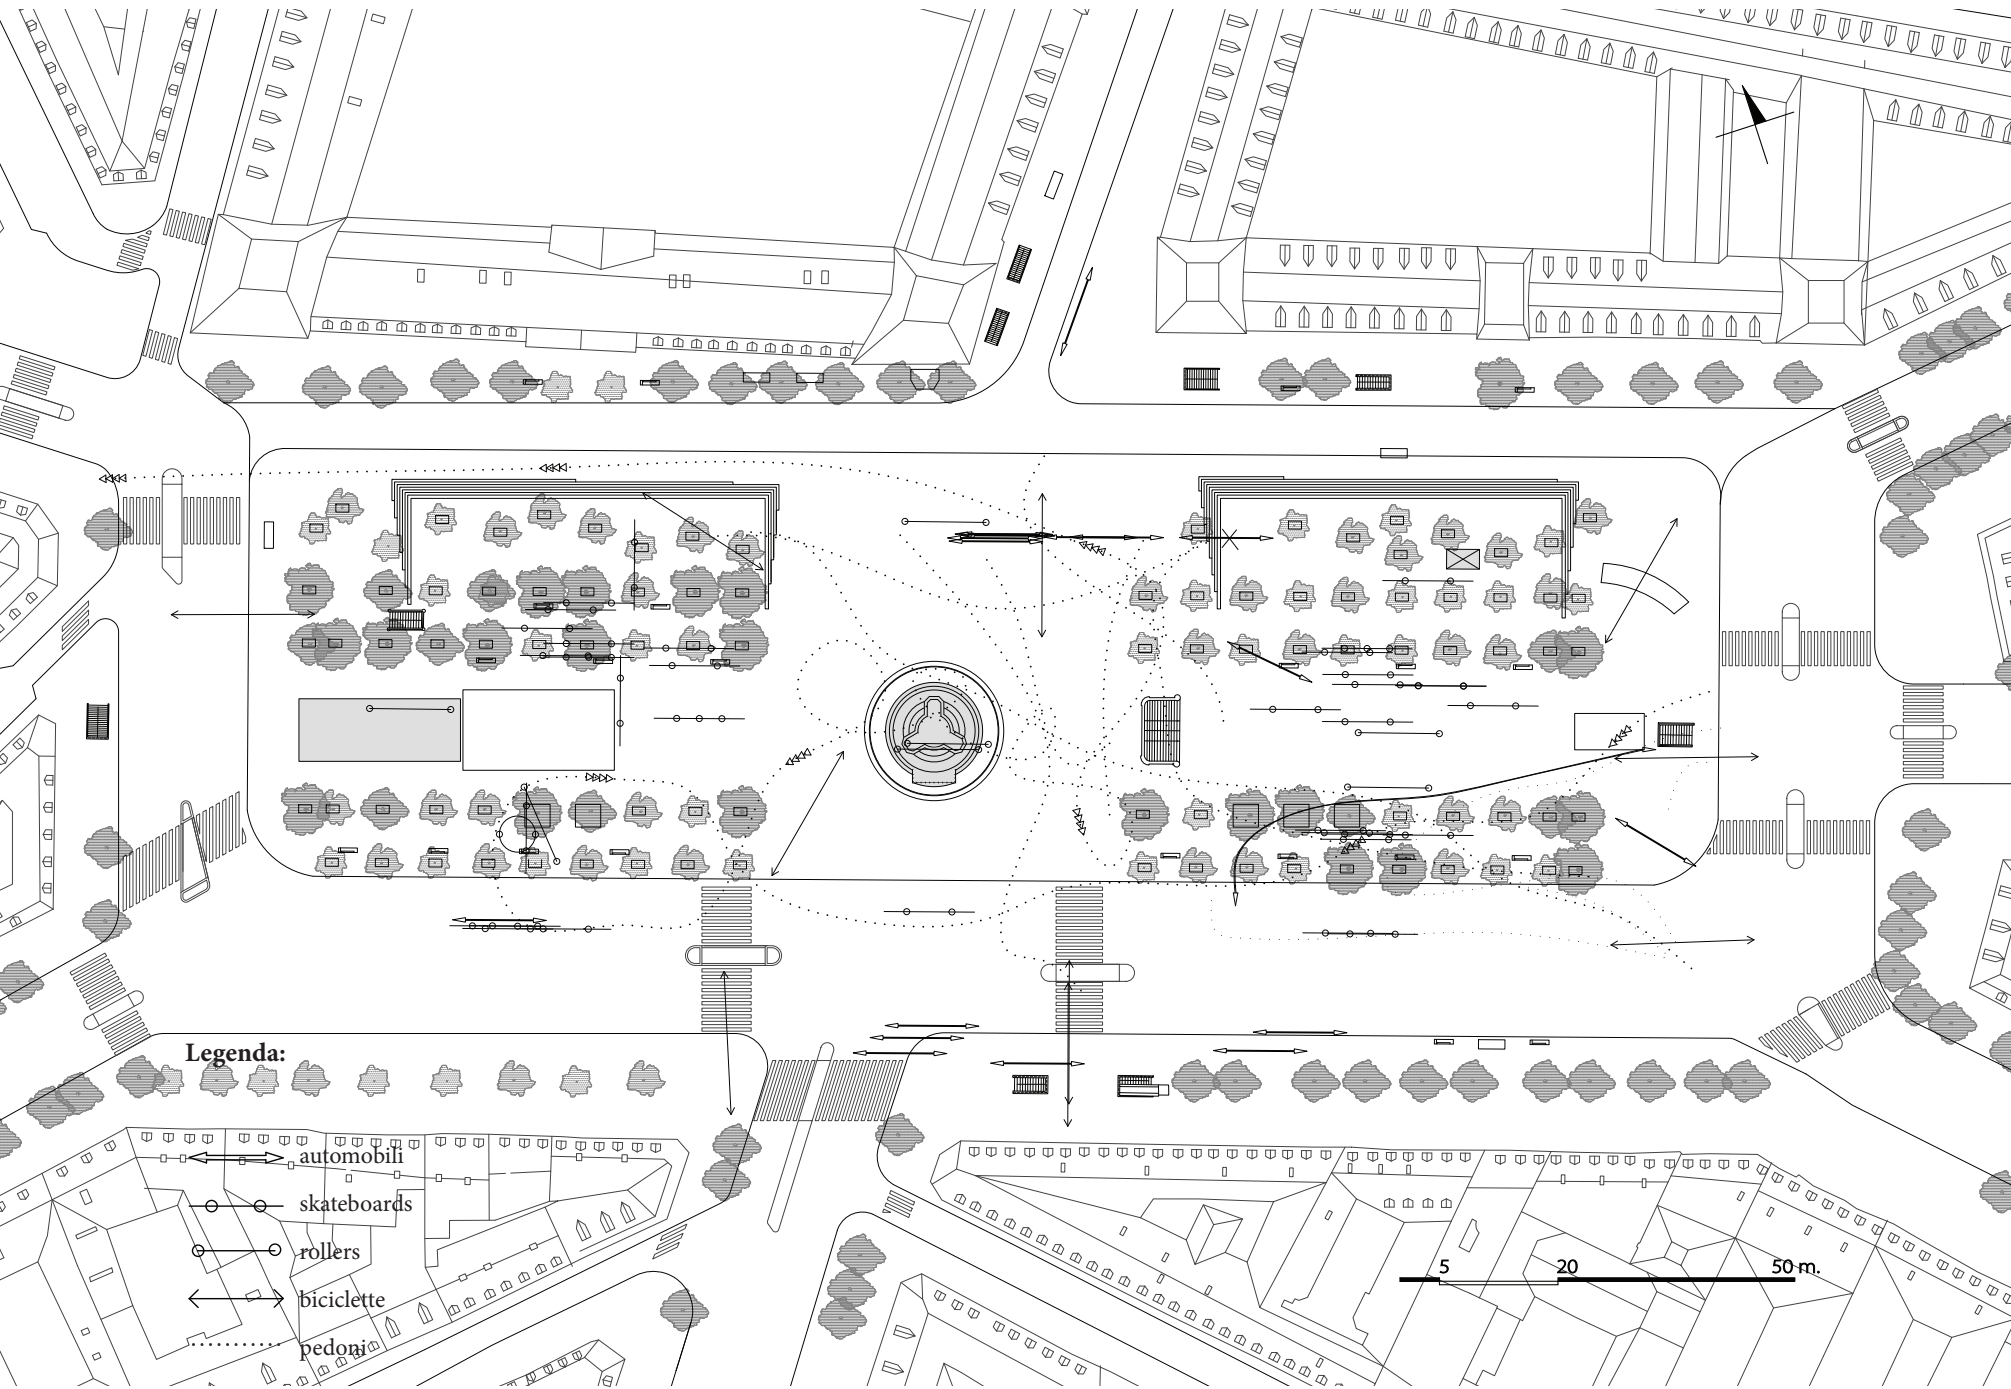 Legenda:
automobili
skateboards
rollers
biciclette
pedoni
5 20 50 m.